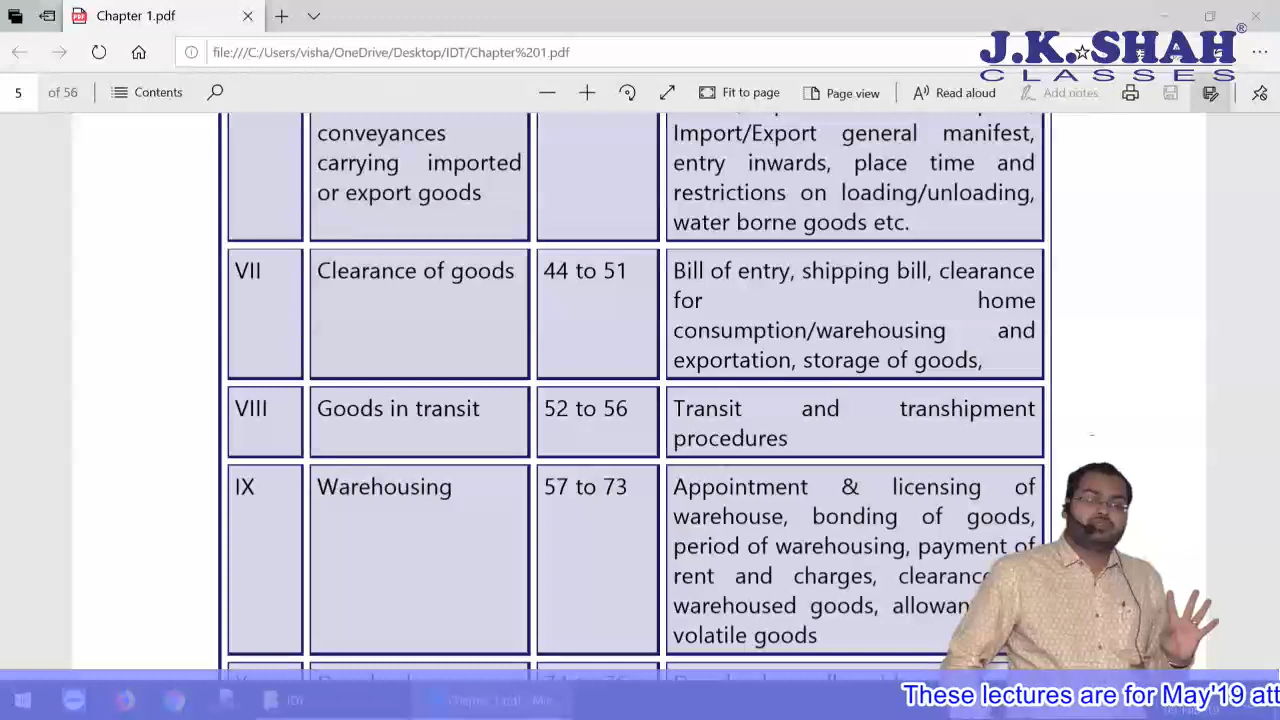 Chapter 1.pdf
J.K.SHAH®
CLASSES
file:///C:/Users/visha/OneDrive/Desktop/IDT/Chapter%201.pdf
5 of 56 Contents Fit to page Page view Read aloud Add notes
conveyances
carrying imported
or export goods
Import/Export general manifest,
entry inwards, place time and
restrictions on loading/unloading,
water borne goods etc.
VII Clearance of goods 44 to 51 Bill of entry, shipping bill, clearance
for home
consumption/warehousing and
exportation, storage of goods,
VIII Goods in transit 52 to 56 Transit and transhipment
procedures
IX Warehousing 57 to 73 Appointment & licensing of
warehouse, bonding of goods,
period of warehousing, payment of
rent and charges, clearance
warehoused goods, allowan
volatile goods
IDT
These lectures are for May'19 att